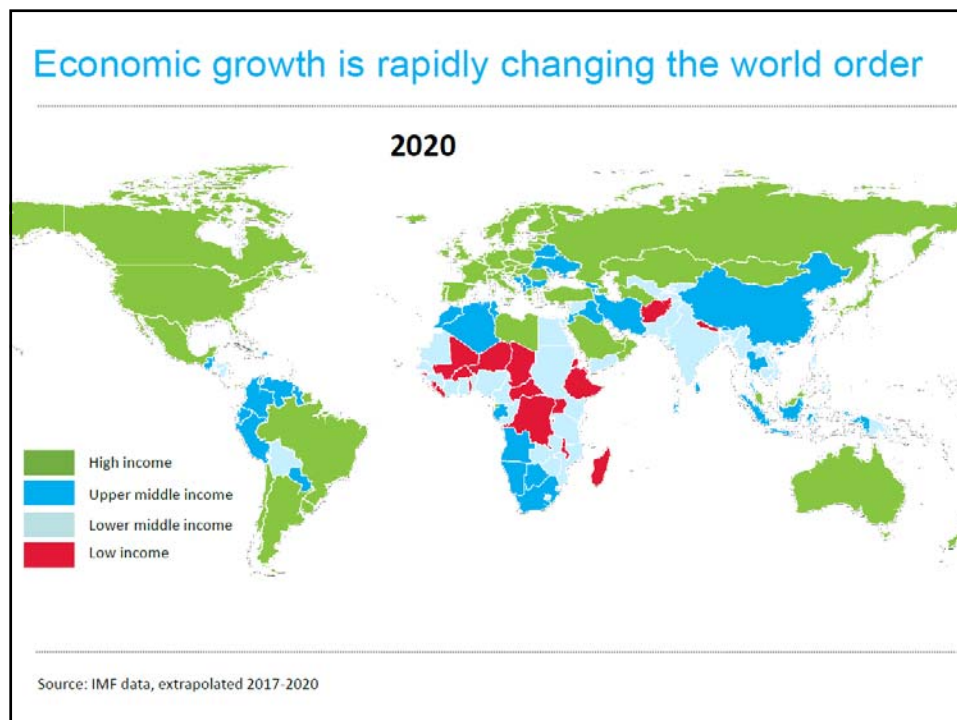 Economic growth is rapidly changing the world order
2020
High income
Upper middle income
Lower middle income
Low income
Source: IMF data, extrapolated 2017-2020